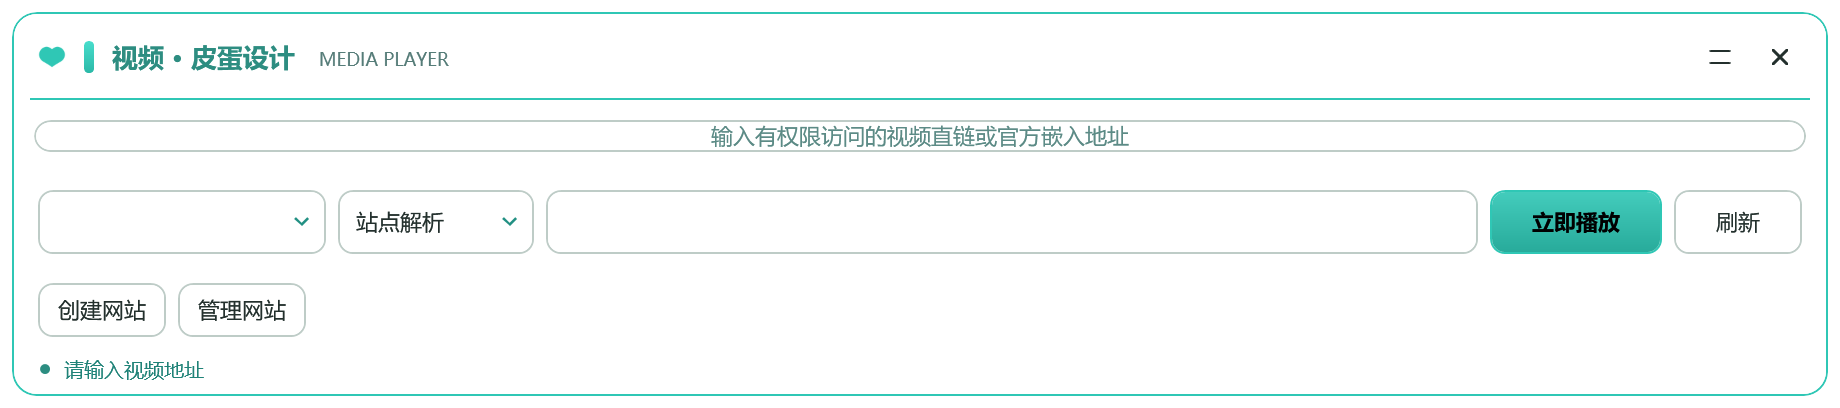 视频・皮蛋设计 MEDIA PLAYER
输入有权限访问的视频直链或官方嵌入地址
站点解析 立即播放 刷新
创建网站 管理网站
请输入视频地址